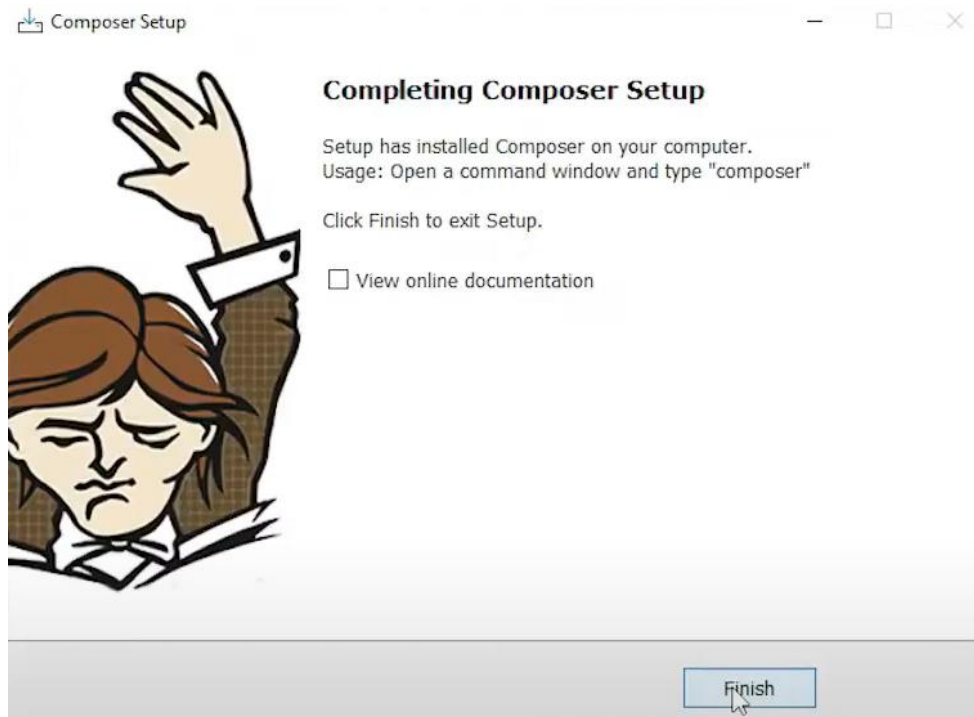 Composer Setup
Completing Composer Setup
Setup has installed Composer on your computer.
Usage: Open a command window and type "composer"
Click Finish to exit Setup.
View online documentation
Finish